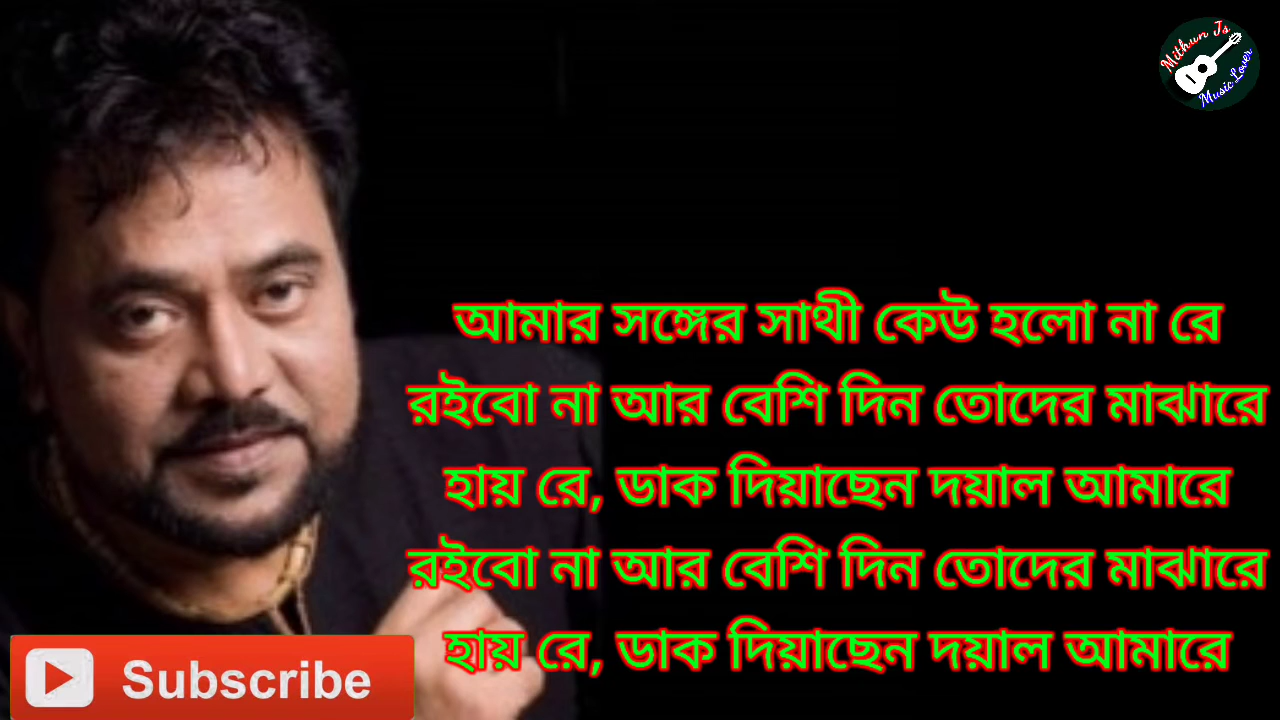 Mithun Js
Music Lover
আমার সঙ্গের সাথী কেউ হলো না রে
রইবো না আর বেশি দিন তোদের মাঝারে
হায় রে, ডাক দিয়াছেন দয়াল আমারে
রইবো না আর বেশি দিন তোদের মাঝারে
হায় রে, ডাক দিয়াছেন দয়াল আমারে
Subscribe